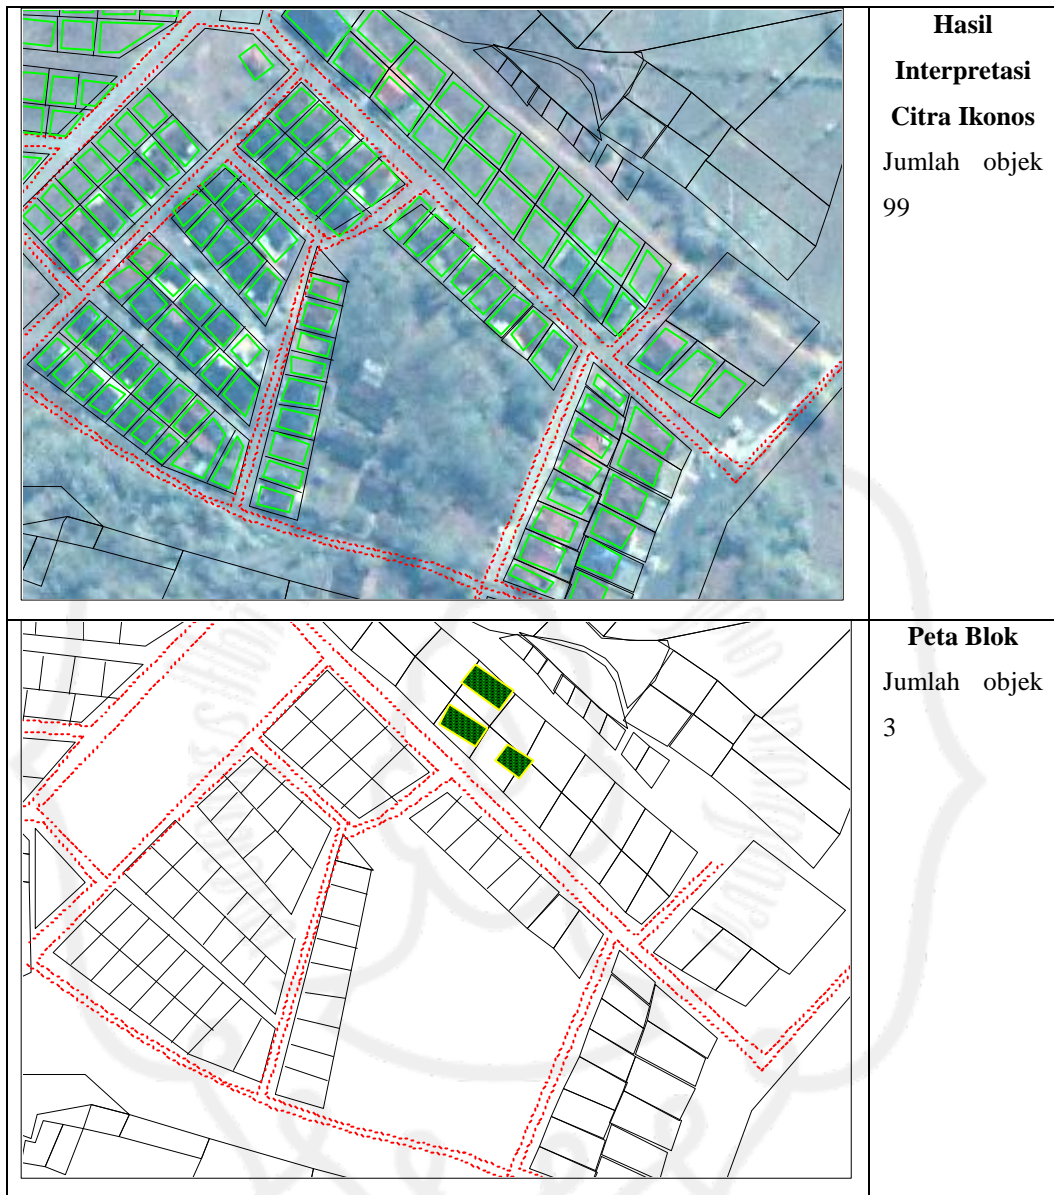 Hasil
Interpretasi
Citra Ikonos
Jumlah objek
99
Peta Blok
Jumlah objek
3